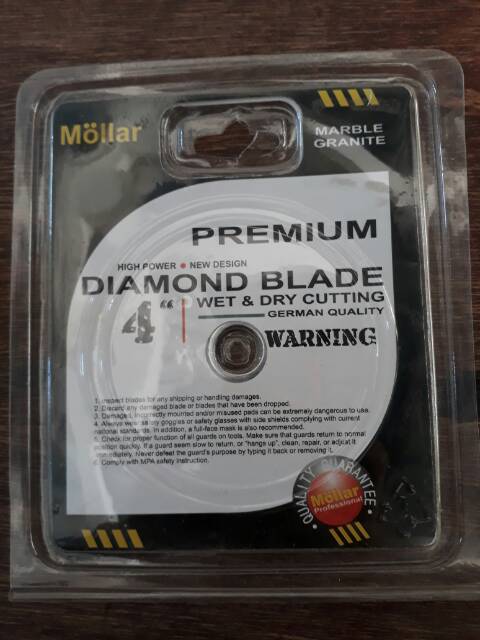 Möllar
MARBLE
GRANITE
PREMIUM
HIGH POWER • NEW DESIGN
DIAMOND BLADE
4“
WET & DRY CUTTING
GERMAN QUALITY
WARNING
1. Inspect blades for any shipping or handling damages.
2. Discard any damaged blade or blades that have been dropped.
3. Damaged, incorrectly mounted and/or misused pads can be extremely dangerous to use.
4. Always wear safety goggles or safety glasses with side shields complying with current
national standards. In addition, a full-face mask is also recommended.
5. Check for proper function of all guards on tools. Make sure that guards return to normal
position quickly. If a guard seem slow to return, or "hangs up", clean, repair, or adjat it
immediately. Never defeat the guard's purpose by typing it back or removing it.
6. Comply with MPA safety instruction.
QUALITY GUARANTEE
Möllar
Professional